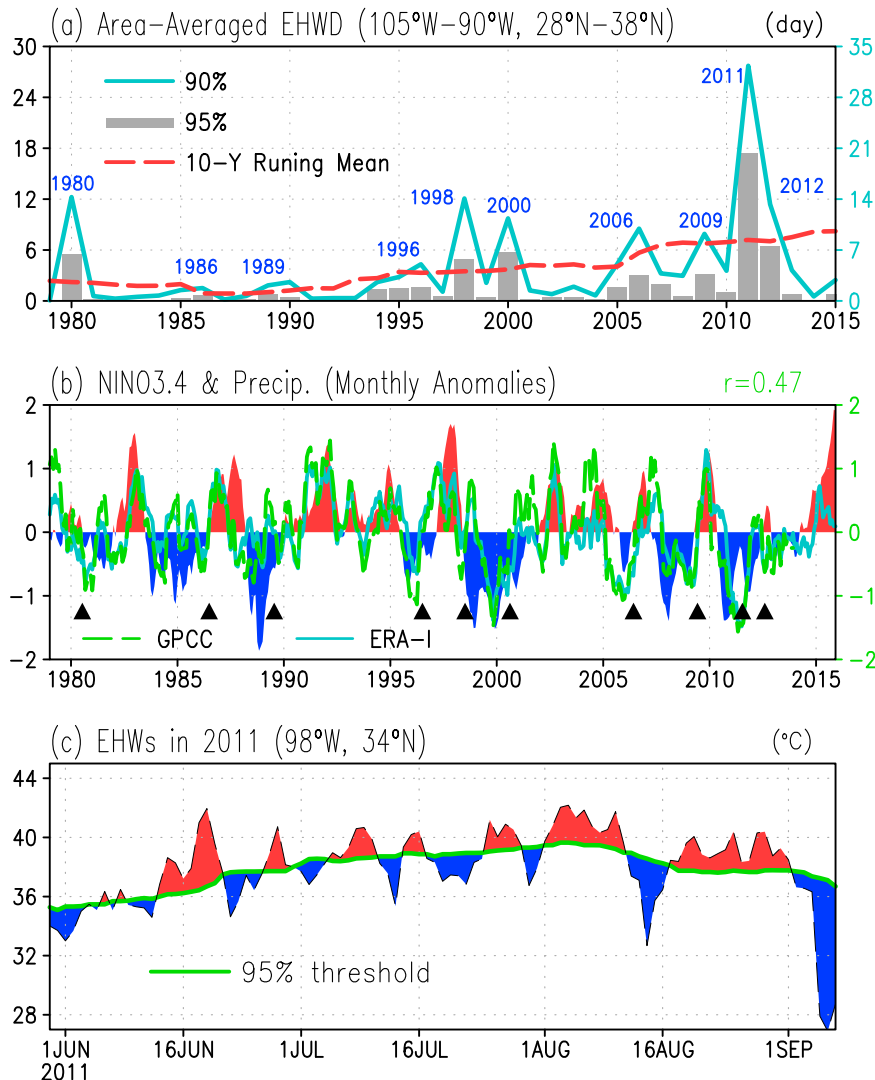 (a) Area-Averaged EHWD (105°W-90°W, 28°N-38°N) (day)
30 35
24 28
18 21
12 14
6 7
0 0
90%
95%
10-Y Runing Mean
1980 1986 1989 1996 1998 2000 2006 2009 2011 2012
1980 1985 1990 1995 2000 2005 2010 2015
(b) NINO3.4 & Precip. (Monthly Anomalies) r=0.47
2 2
1 1
0 0
-1 -1
-2 -2
GPCC ERA-I
1980 1985 1990 1995 2000 2005 2010 2015
(c) EHWs in 2011 (98°W, 34°N) (°C)
44
40
36
32
28
95% threshold
1JUN 16JUN 1JUL 16JUL 1AUG 16AUG 1SEP
2011